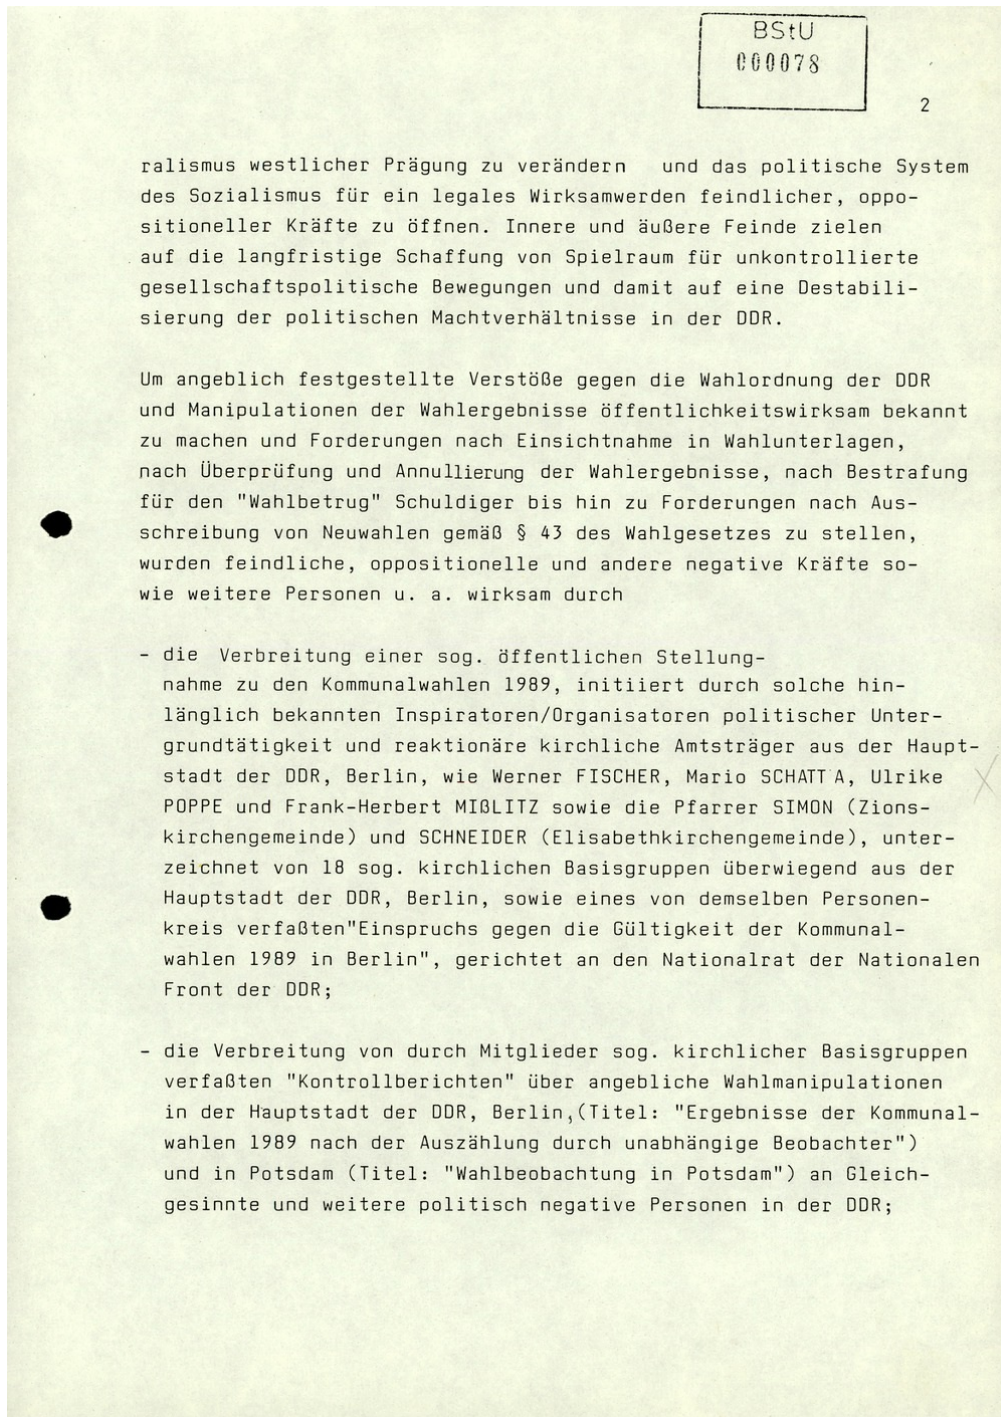 BStU
000078
2
ralismus westlicher Prägung zu verändern und das politische System
des Sozialismus für ein legales Wirksamwerden feindlicher, oppo-
sitioneller Kräfte zu öffnen. Innere und äußere Feinde zielen
auf die langfristige Schaffung von Spielraum für unkontrollierte
gesellschaftspolitische Bewegungen und damit auf eine Destabili-
sierung der politischen Machtverhältnisse in der DDR.
Um angeblich festgestellte Verstöße gegen die Wahlordnung der DDR
und Manipulationen der Wahlergebnisse öffentlichkeitswirksam bekannt
zu machen und Forderungen nach Einsichtnahme in Wahlunterlagen,
nach Überprüfung und Annullierung der Wahlergebnisse, nach Bestrafung
für den "Wahlbetrug" Schuldiger bis hin zu Forderungen nach Aus-
schreibung von Neuwahlen gemäß § 43 des Wahlgesetzes zu stellen,
wurden feindliche, oppositionelle und andere negative Kräfte so-
wie weitere Personen u. a. wirksam durch
- die Verbreitung einer sog. öffentlichen Stellung-
nahme zu den Kommunalwahlen 1989, initiiert durch solche hin-
länglich bekannten Inspiratoren/Organisatoren politischer Unter-
grundtätigkeit und reaktionäre kirchliche Amtsträger aus der Haupt-
stadt der DDR, Berlin, wie Werner FISCHER, Mario SCHATTA, Ulrike
POPPE und Frank-Herbert MIßLITZ sowie die Pfarrer SIMON (Zions-
kirchengemeinde) und SCHNEIDER (Elisabethkirchengemeinde), unter-
zeichnet von 18 sog. kirchlichen Basisgruppen überwiegend aus der
Hauptstadt der DDR, Berlin, sowie eines von demselben Personen-
kreis verfaßten"Einspruchs gegen die Gültigkeit der Kommunal-
wahlen 1989 in Berlin", gerichtet an den Nationalrat der Nationalen
Front der DDR;
- die Verbreitung von durch Mitglieder sog. kirchlicher Basisgruppen
verfaßten "Kontrollberichten" über angebliche Wahlmanipulationen
in der Hauptstadt der DDR, Berlin,(Titel: "Ergebnisse der Kommunal-
wahlen 1989 nach der Auszählung durch unabhängige Beobachter")
und in Potsdam (Titel: "Wahlbeobachtung in Potsdam") an Gleich-
gesinnte und weitere politisch negative Personen in der DDR;